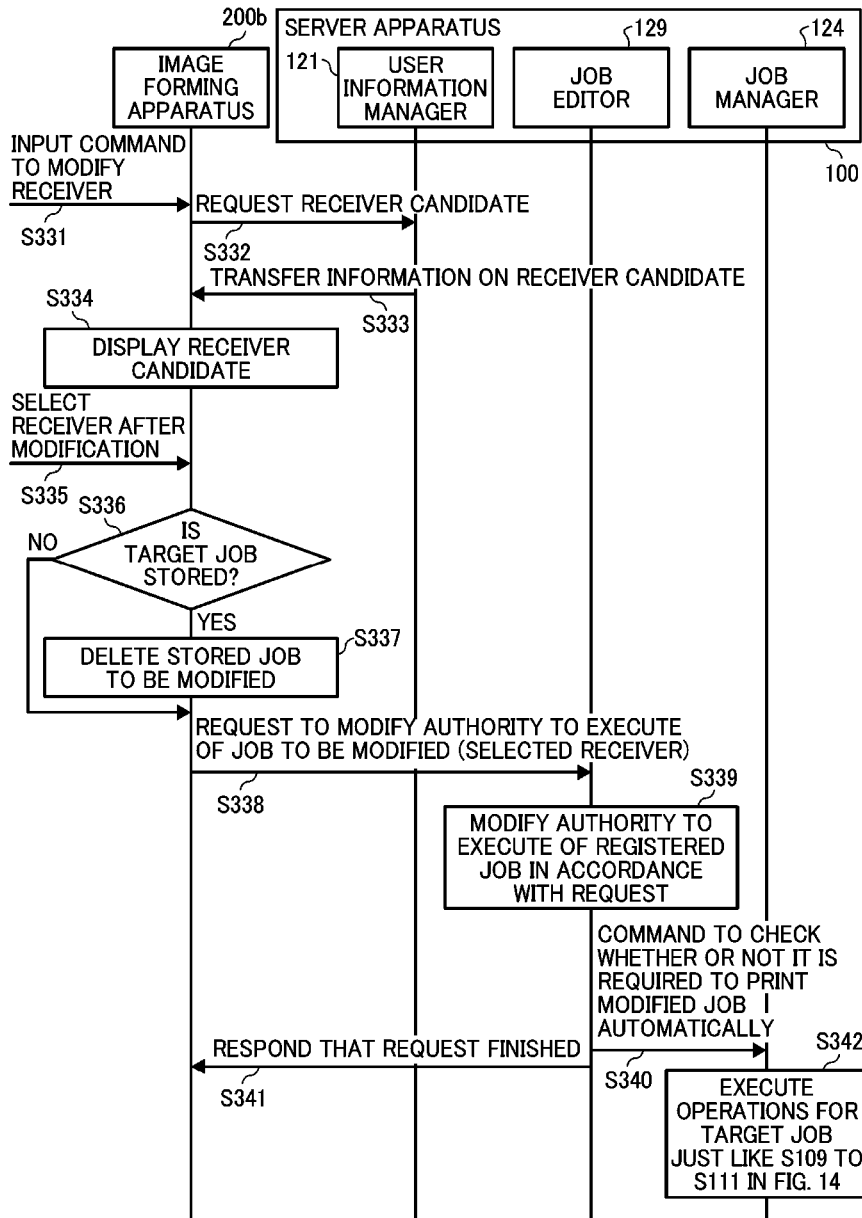 200b
SERVER APPARATUS
129
124
121
IMAGE
FORMING
APPARATUS
USER
INFORMATION
MANAGER
JOB
EDITOR
JOB
MANAGER
100
INPUT COMMAND
TO MODIFY
RECEIVER
S331
REQUEST RECEIVER CANDIDATE
S332
TRANSFER INFORMATION ON RECEIVER CANDIDATE
S333
S334
DISPLAY RECEIVER
CANDIDATE
SELECT
RECEIVER AFTER
MODIFICATION
S335
S336
IS
TARGET JOB
STORED?
NO
YES
S337
DELETE STORED JOB
TO BE MODIFIED
REQUEST TO MODIFY AUTHORITY TO EXECUTE
OF JOB TO BE MODIFIED (SELECTED RECEIVER)
S338
S339
MODIFY AUTHORITY TO
EXECUTE OF REGISTERED
JOB IN ACCORDANCE
WITH REQUEST
COMMAND TO CHECK
WHETHER OR NOT IT IS
REQUIRED TO PRINT
MODIFIED JOB
AUTOMATICALLY
S340
RESPOND THAT REQUEST FINISHED
S341
S342
EXECUTE
OPERATIONS FOR
TARGET JOB
JUST LIKE S109 TO
S111 IN FIG. 14